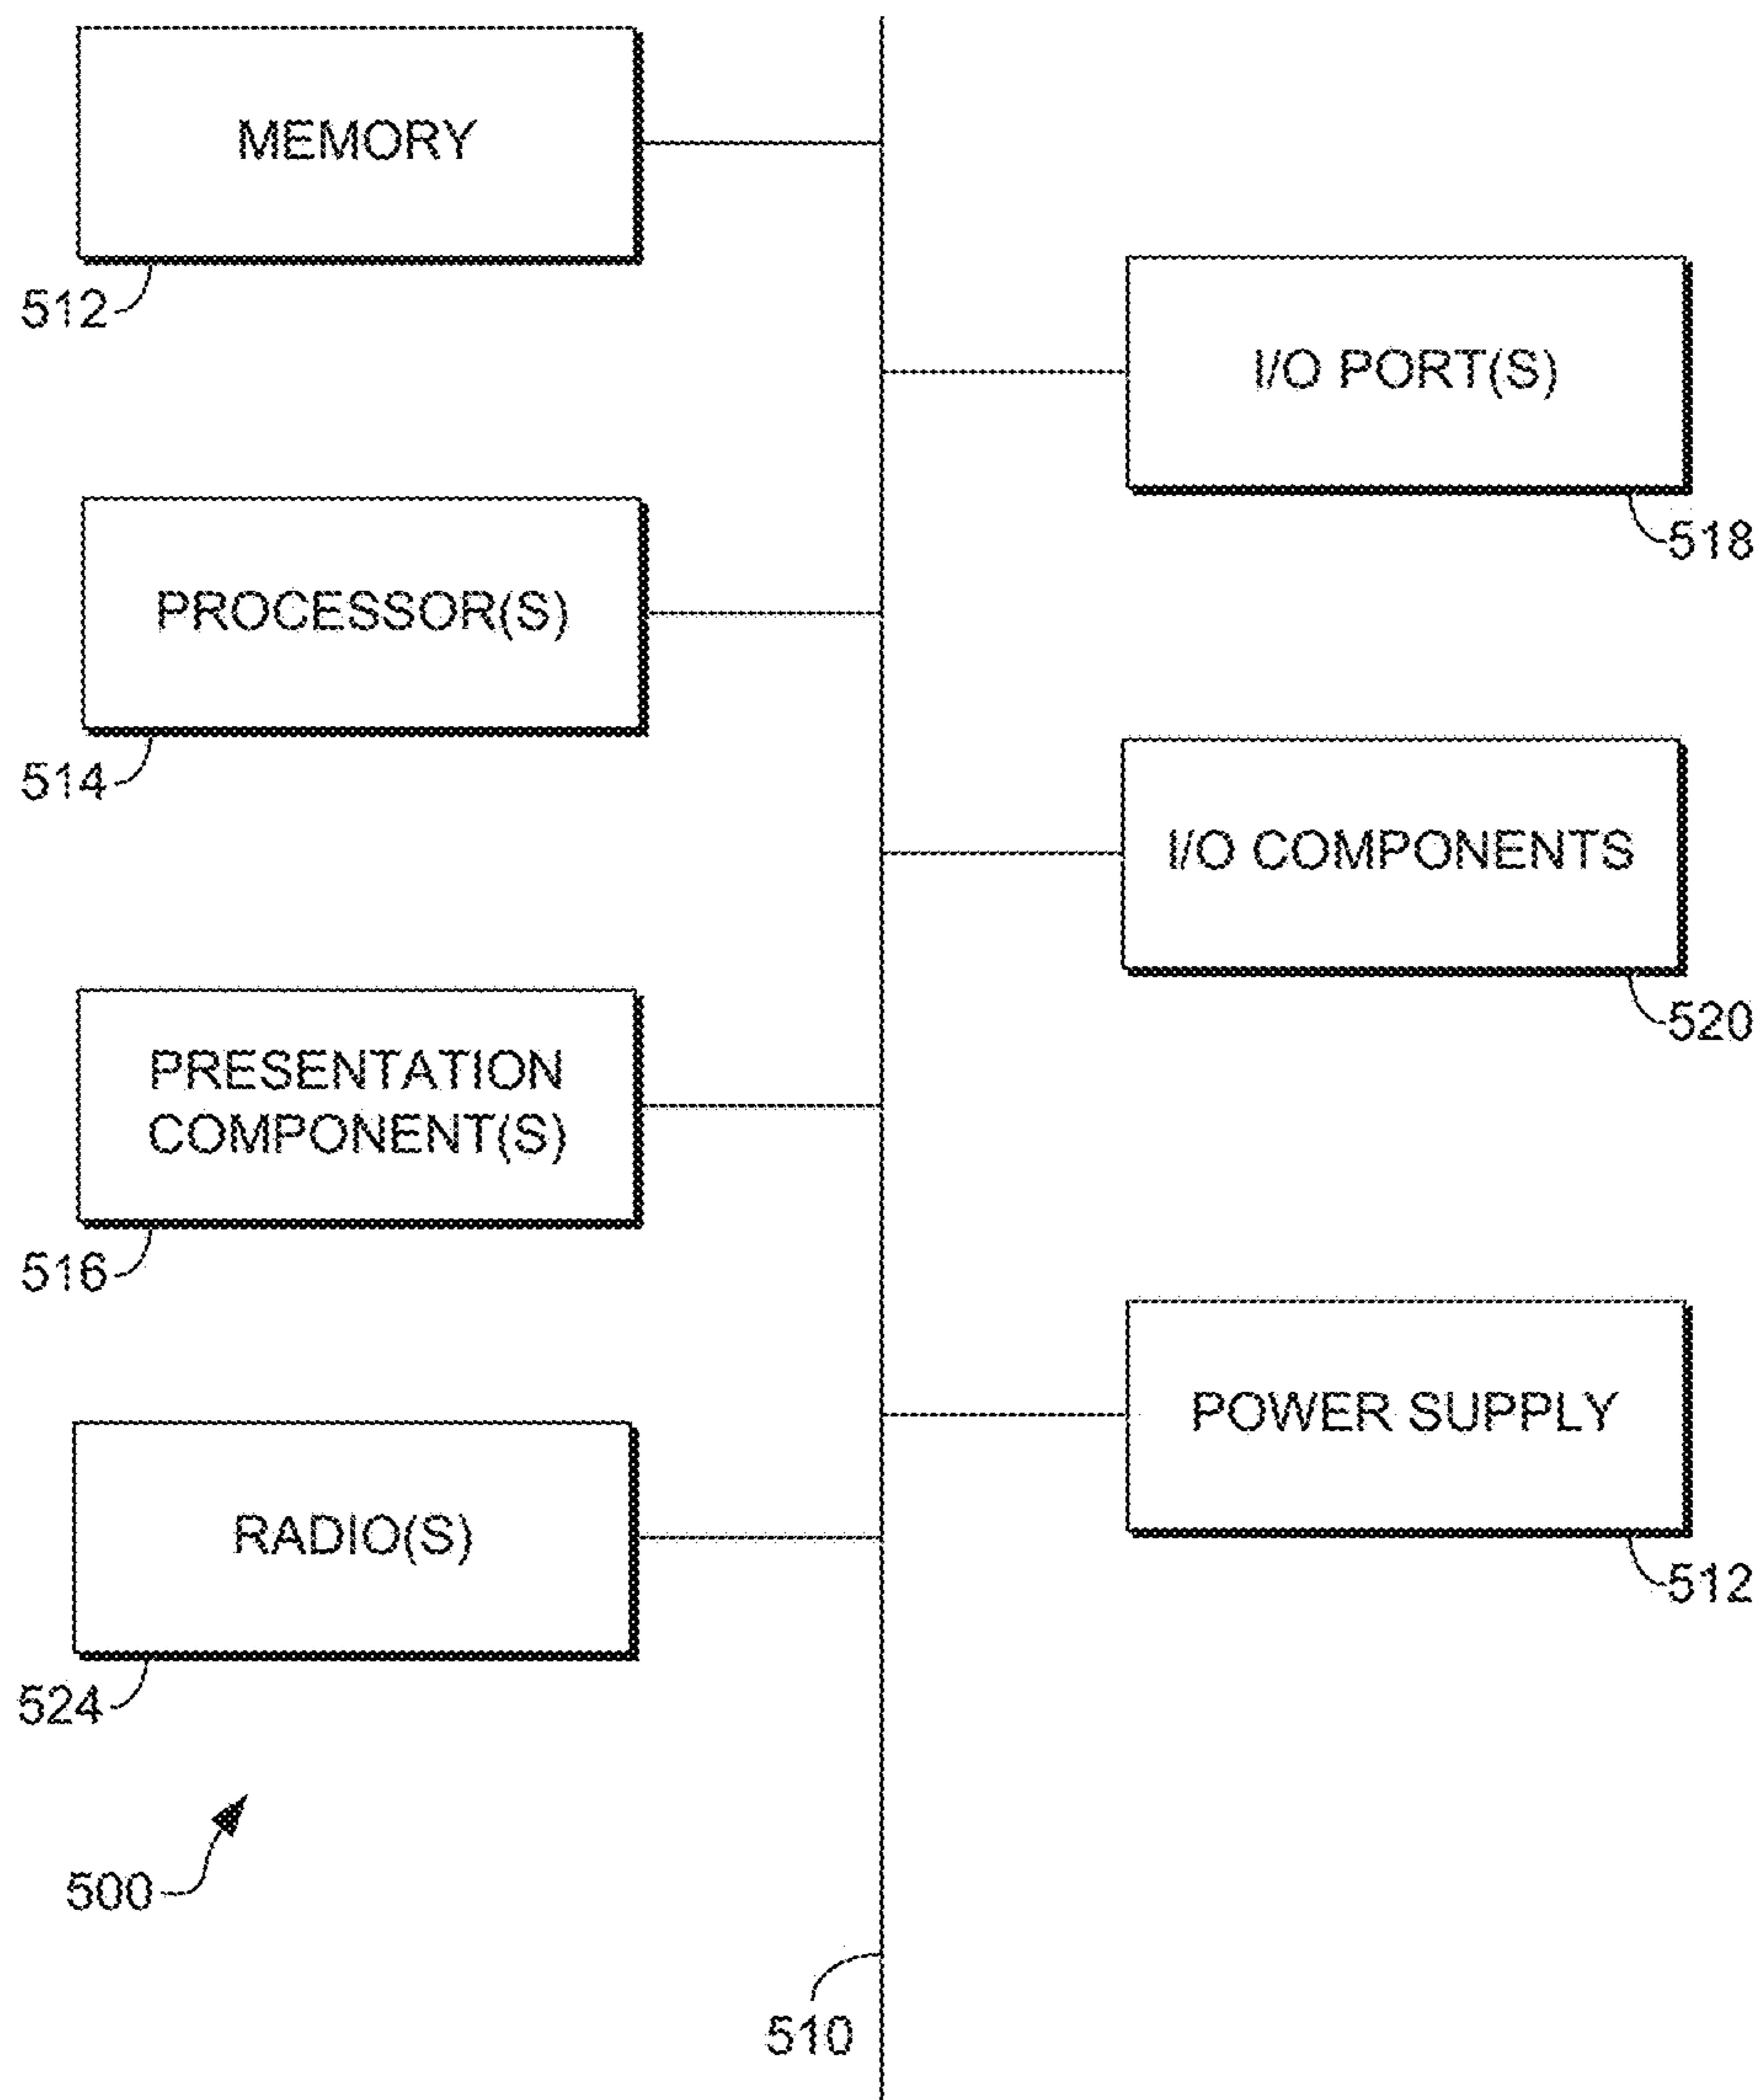 MEMORY
512
I/O PORT(S)
518
PROCESSOR(S)
514
I/O COMPONENTS
520
PRESENTATION
COMPONENT(S)
516
POWER SUPPLY
512
RADIO(S)
524
500
510